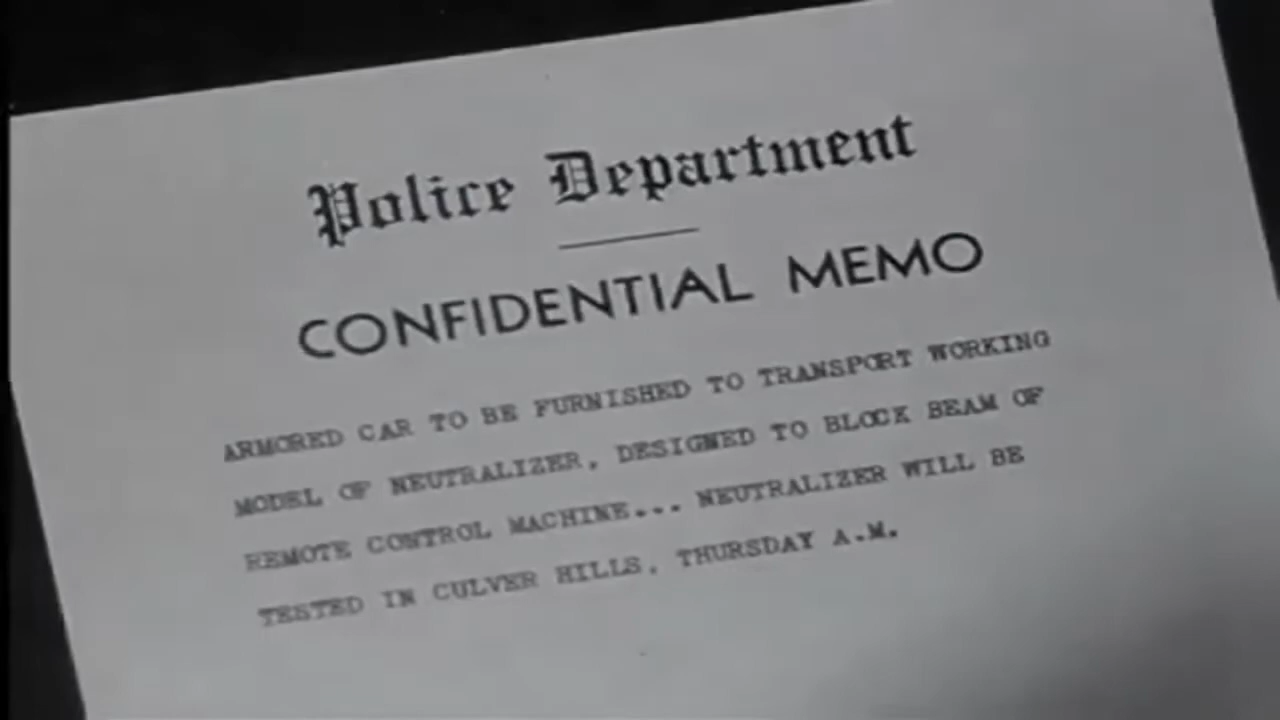 Police Department
CONFIDENTIAL MEMO
ARMORED CAR TO BE FURNISHED TO TRANSPORT WORKING
MODEL OF NEUTRALIZER, DESIGNED TO BLOCK BEAM OF
REMOTE CONTROL MACHINE... NEUTRALIZER WILL BE
TESTED IN CULVER HILLS, THURSDAY A.M.